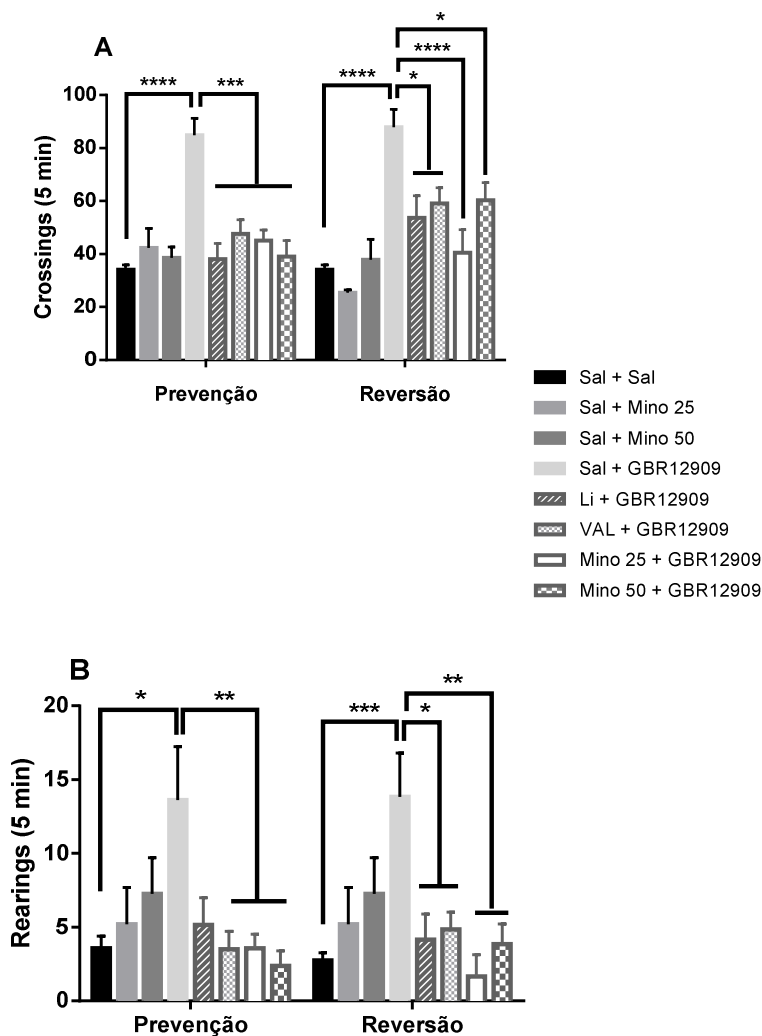 A
*
****
****
***
****
*
100
80
60
40
20
0
Crossings (5 min)
Prevenção
Reversão
Sal + Sal
Sal + Mino 25
Sal + Mino 50
Sal + GBR12909
Li + GBR12909
VAL + GBR12909
Mino 25 + GBR12909
Mino 50 + GBR12909
B
*
**
***
*
**
20
15
10
5
0
Rearings (5 min)
Prevenção
Reversão